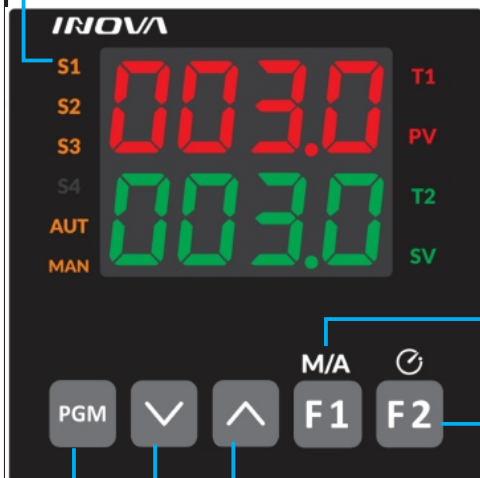 INOVA
S1
003.0
T1
S2
S3
PV
S4
003.0
T2
AUT
SV
MAN
M/A
PGM
F1
F2